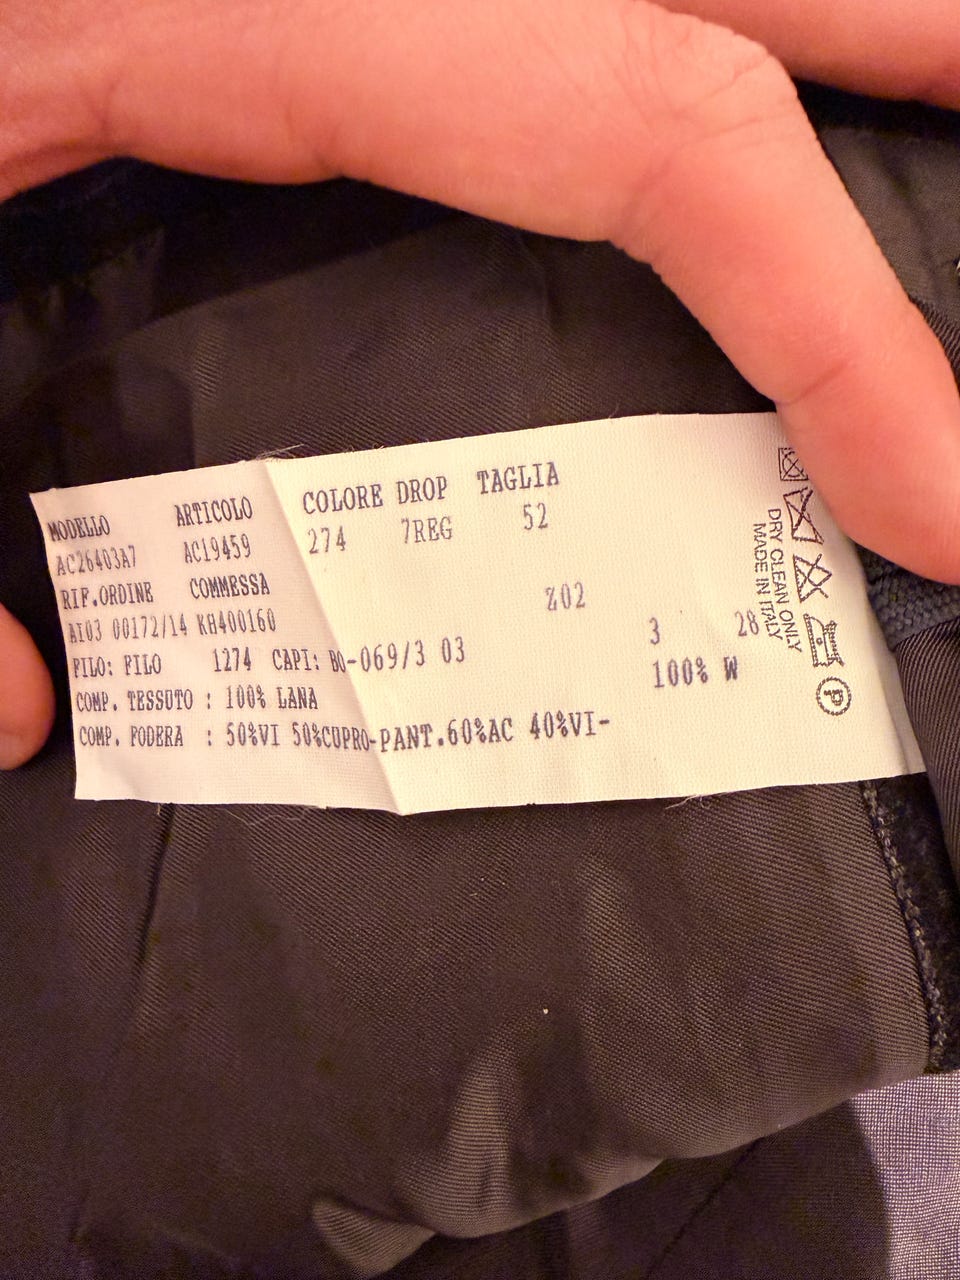 MODELLO ARTICOLO COLORE DROP TAGLIA
AC26403A7 AC19459 274 7REG 52
RIF.ORDINE COMMESSA
AI03 00172/14 KH400160 Z02
FILO: FILO 1274 CAPI: BO-069/3 03 3 28
COMP. TESSUTO : 100% LANA 100% W
COMP. FODERA : 50%VI 50%CUPRO-PANT.60%AC 40%VI-
DRY CLEAN ONLY
MADE IN ITALY
P